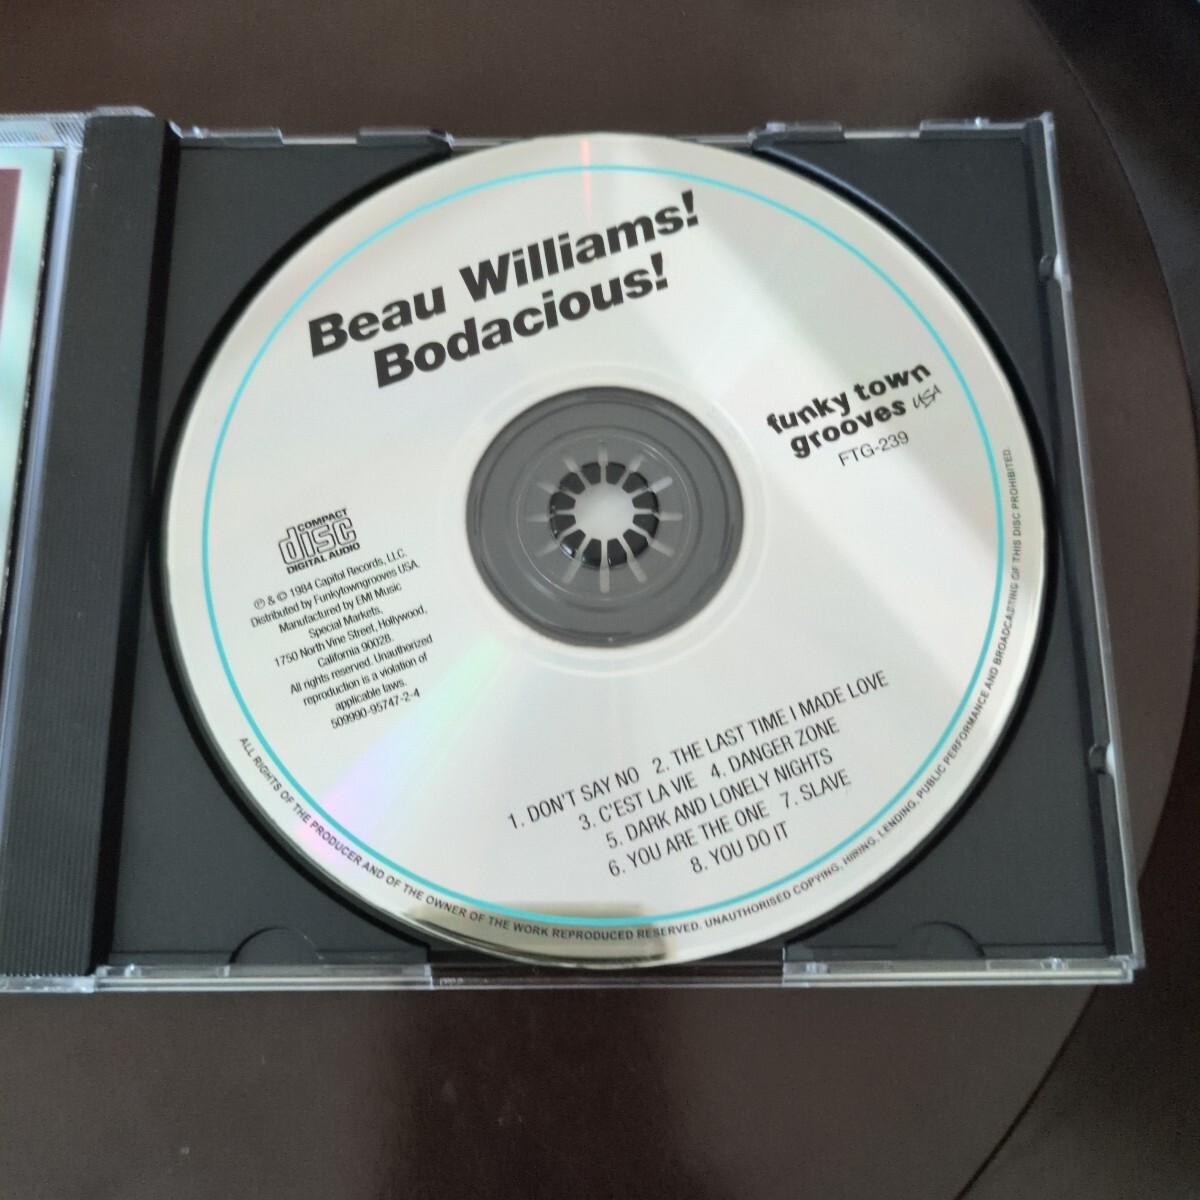 Beau Williams!
Bodacious!
funky town
grooves USA
FTG-239
COMPACT
disc
DIGITAL AUDIO
℗ & © 1984 Capitol Records, LLC.
Distributed by Funkytowngrooves USA.
Manufactured by EMI Music
Special Markets,
1750 North Vine Street, Hollywood,
California 90028.
All rights reserved. Unauthorized
reproduction is a violation of
applicable laws.
509990-95747-2-4
1. DON'T SAY NO 2. THE LAST TIME I MADE LOVE
3. C'EST LA VIE 4. DANGER ZONE
5. DARK AND LONELY NIGHTS
6. YOU ARE THE ONE 7. SLAVE
8. YOU DO IT
ALL RIGHTS OF THE PRODUCER AND OF THE OWNER OF THE WORK REPRODUCED RESERVED. UNAUTHORISED COPYING, HIRING, LENDING, PUBLIC PERFORMANCE AND BROADCASTING OF THIS DISC PROHIBITED.